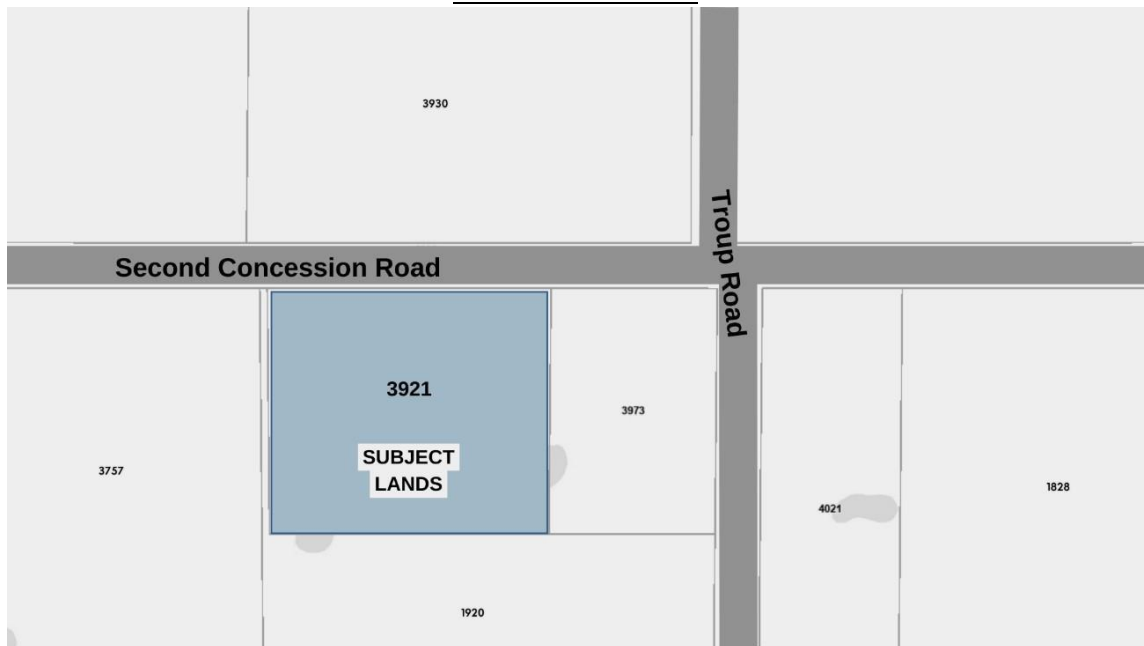 3930
Troup Road
Second Concession Road
3921
3973
SUBJECT
LANDS
3757
1828
4021
1920